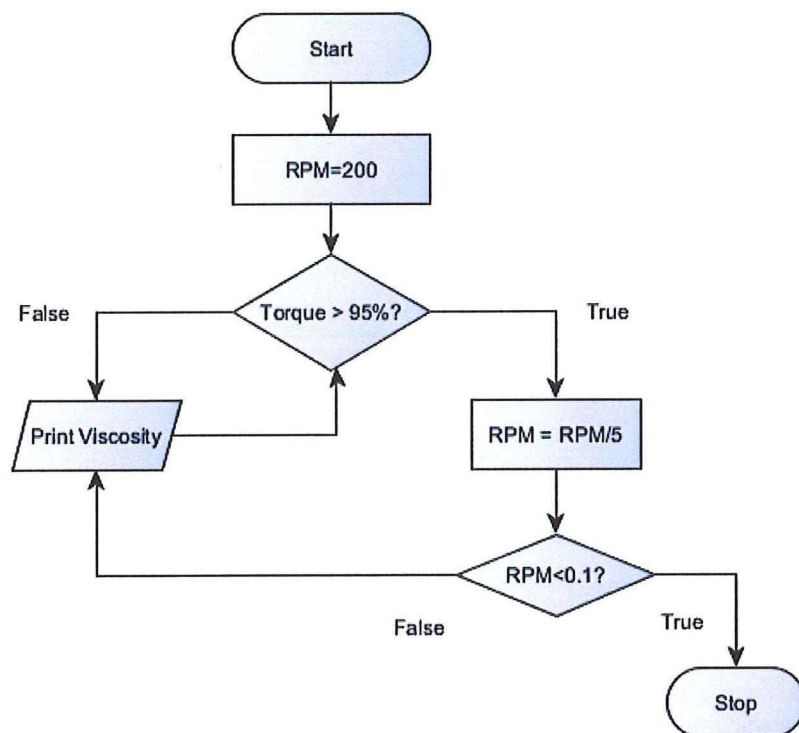 Start
RPM=200
False
Torque > 95%?
True
Print Viscosity
RPM = RPM/5
RPM<0.1?
False
True
Stop